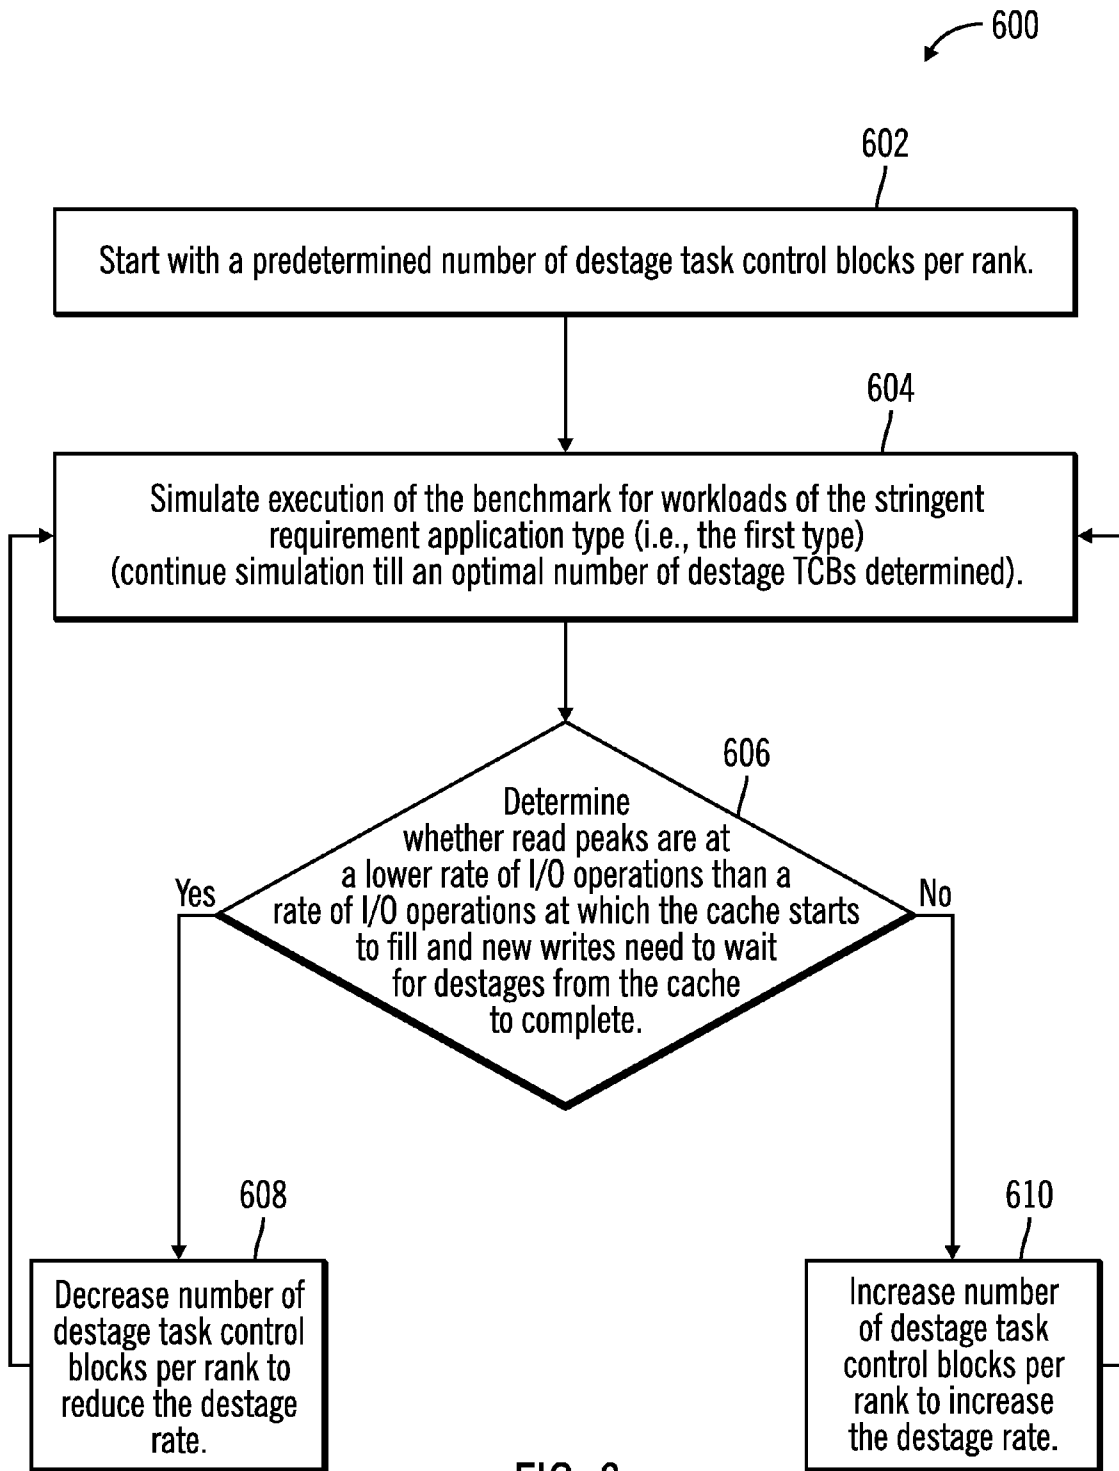 600
602
Start with a predetermined number of destage task control blocks per rank.
604
Simulate execution of the benchmark for workloads of the stringent
requirement application type (i.e., the first type)
(continue simulation till an optimal number of destage TCBs determined).
606
Determine
whether read peaks are at
a lower rate of I/O operations than a
rate of I/O operations at which the cache starts
to fill and new writes need to wait
for destages from the cache
to complete.
Yes
No
608
Decrease number of
destage task control
blocks per rank to
reduce the destage
rate.
610
Increase number
of destage task
control blocks per
rank to increase
the destage rate.